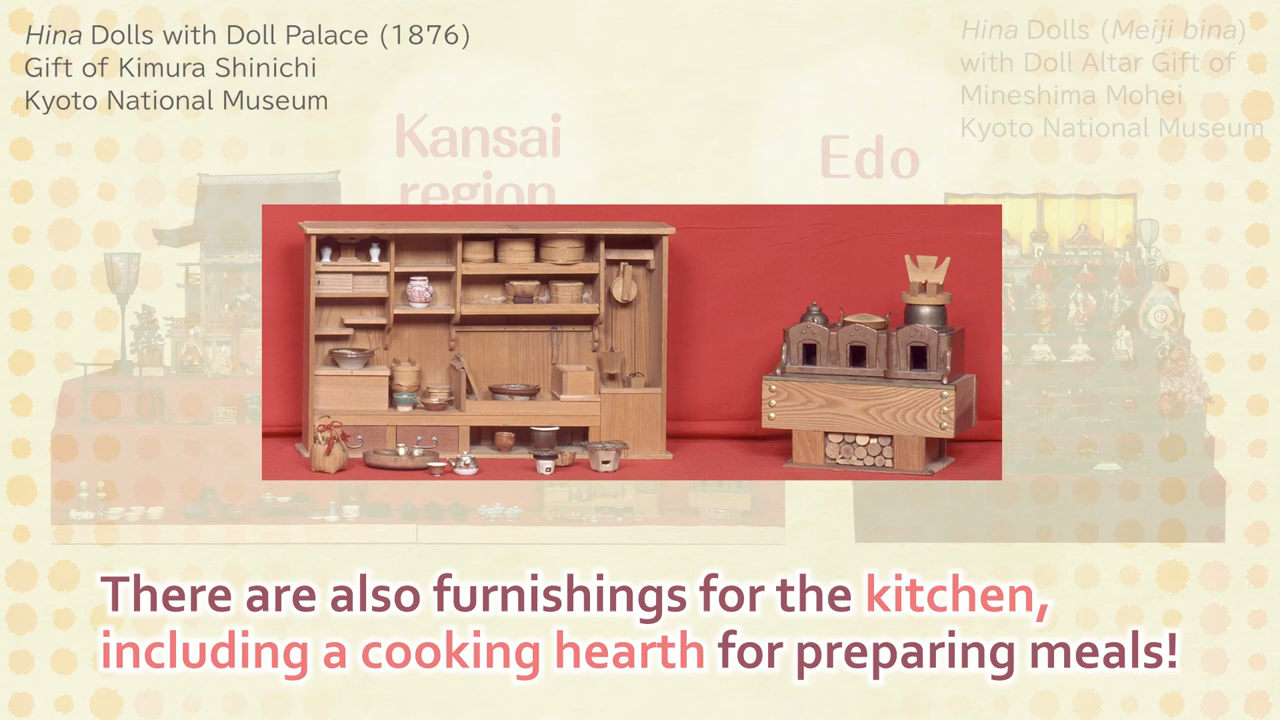 Hina Dolls with Doll Palace (1876)
Gift of Kimura Shinichi
Kyoto National Museum
Hina Dolls (Meiji bina)
with Doll Altar Gift of
Mineshima Mohei
Kyoto National Museum
Kansai
region
Edo
There are also furnishings for the kitchen,
including a cooking hearth for preparing meals!